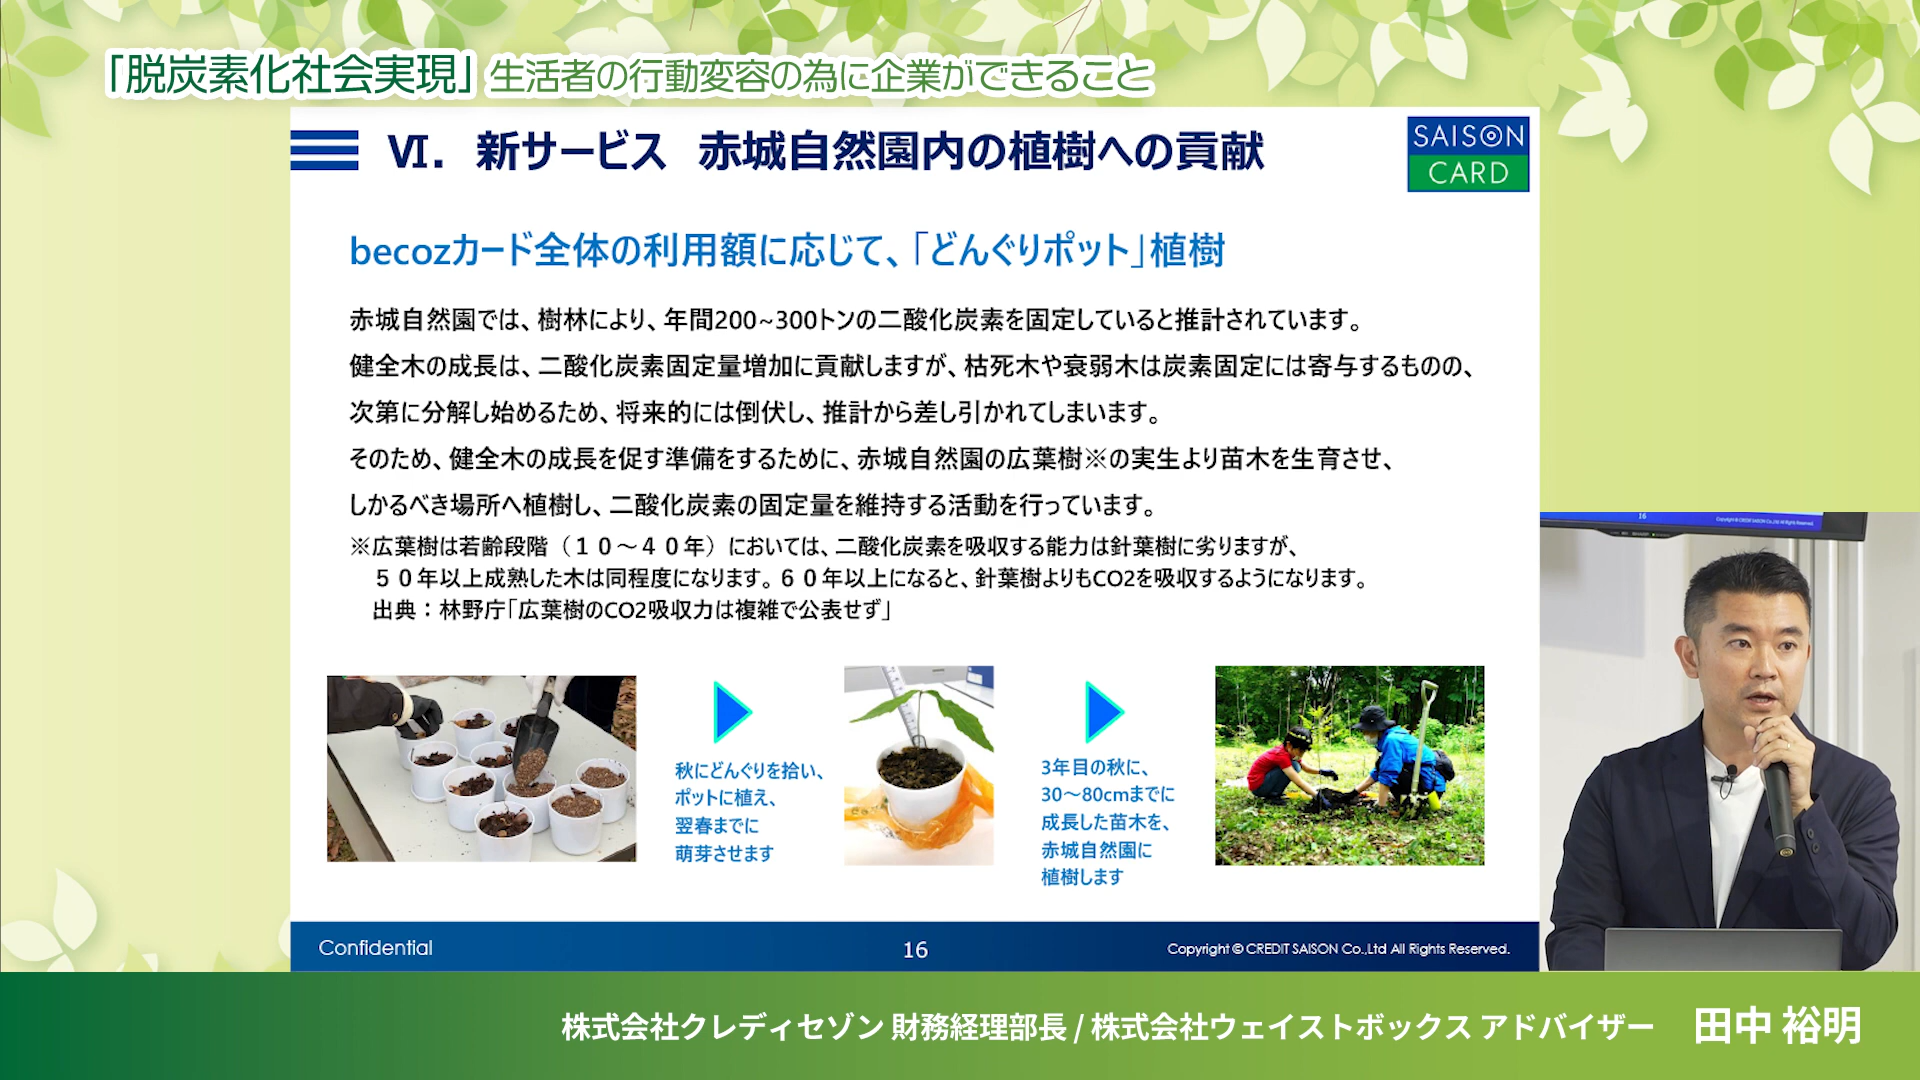 「脱炭素化社会実現」生活者の行動変容の為に企業ができること
Ⅵ．新サービス 赤城自然園内の植樹への貢献
SAISON
CARD
becozカード全体の利用額に応じて、「どんぐりポット」植樹
赤城自然園では、樹林により、年間200~300トンの二酸化炭素を固定していると推計されています。
健全木の成長は、二酸化炭素固定量増加に貢献しますが、枯死木や衰弱木は炭素固定には寄与するものの、
次第に分解し始めるため、将来的には倒伏し、推計から差し引かれてしまいます。
そのため、健全木の成長を促す準備をするために、赤城自然園の広葉樹※の実生より苗木を生育させ、
しかるべき場所へ植樹し、二酸化炭素の固定量を維持する活動を行っています。
※広葉樹は若齢段階（１０～４０年）においては、二酸化炭素を吸収する能力は針葉樹に劣りますが、
５０年以上成熟した木は同程度になります。６０年以上になると、針葉樹よりもCO2を吸収するようになります。
出典：林野庁「広葉樹のCO2吸収力は複雑で公表せず」
秋にどんぐりを拾い、
ポットに植え、
翌春までに
萌芽させます
3年目の秋に、
30～80cmまでに
成長した苗木を、
赤城自然園に
植樹します
Confidential
16
Copyright © CREDIT SAISON Co.,Ltd All Rights Reserved.
16
Copyright © CREDIT SAISON Co.,Ltd All Rights Reserved.
株式会社クレディセゾン 財務経理部長 / 株式会社ウェイストボックス アドバイザー 田中 裕明